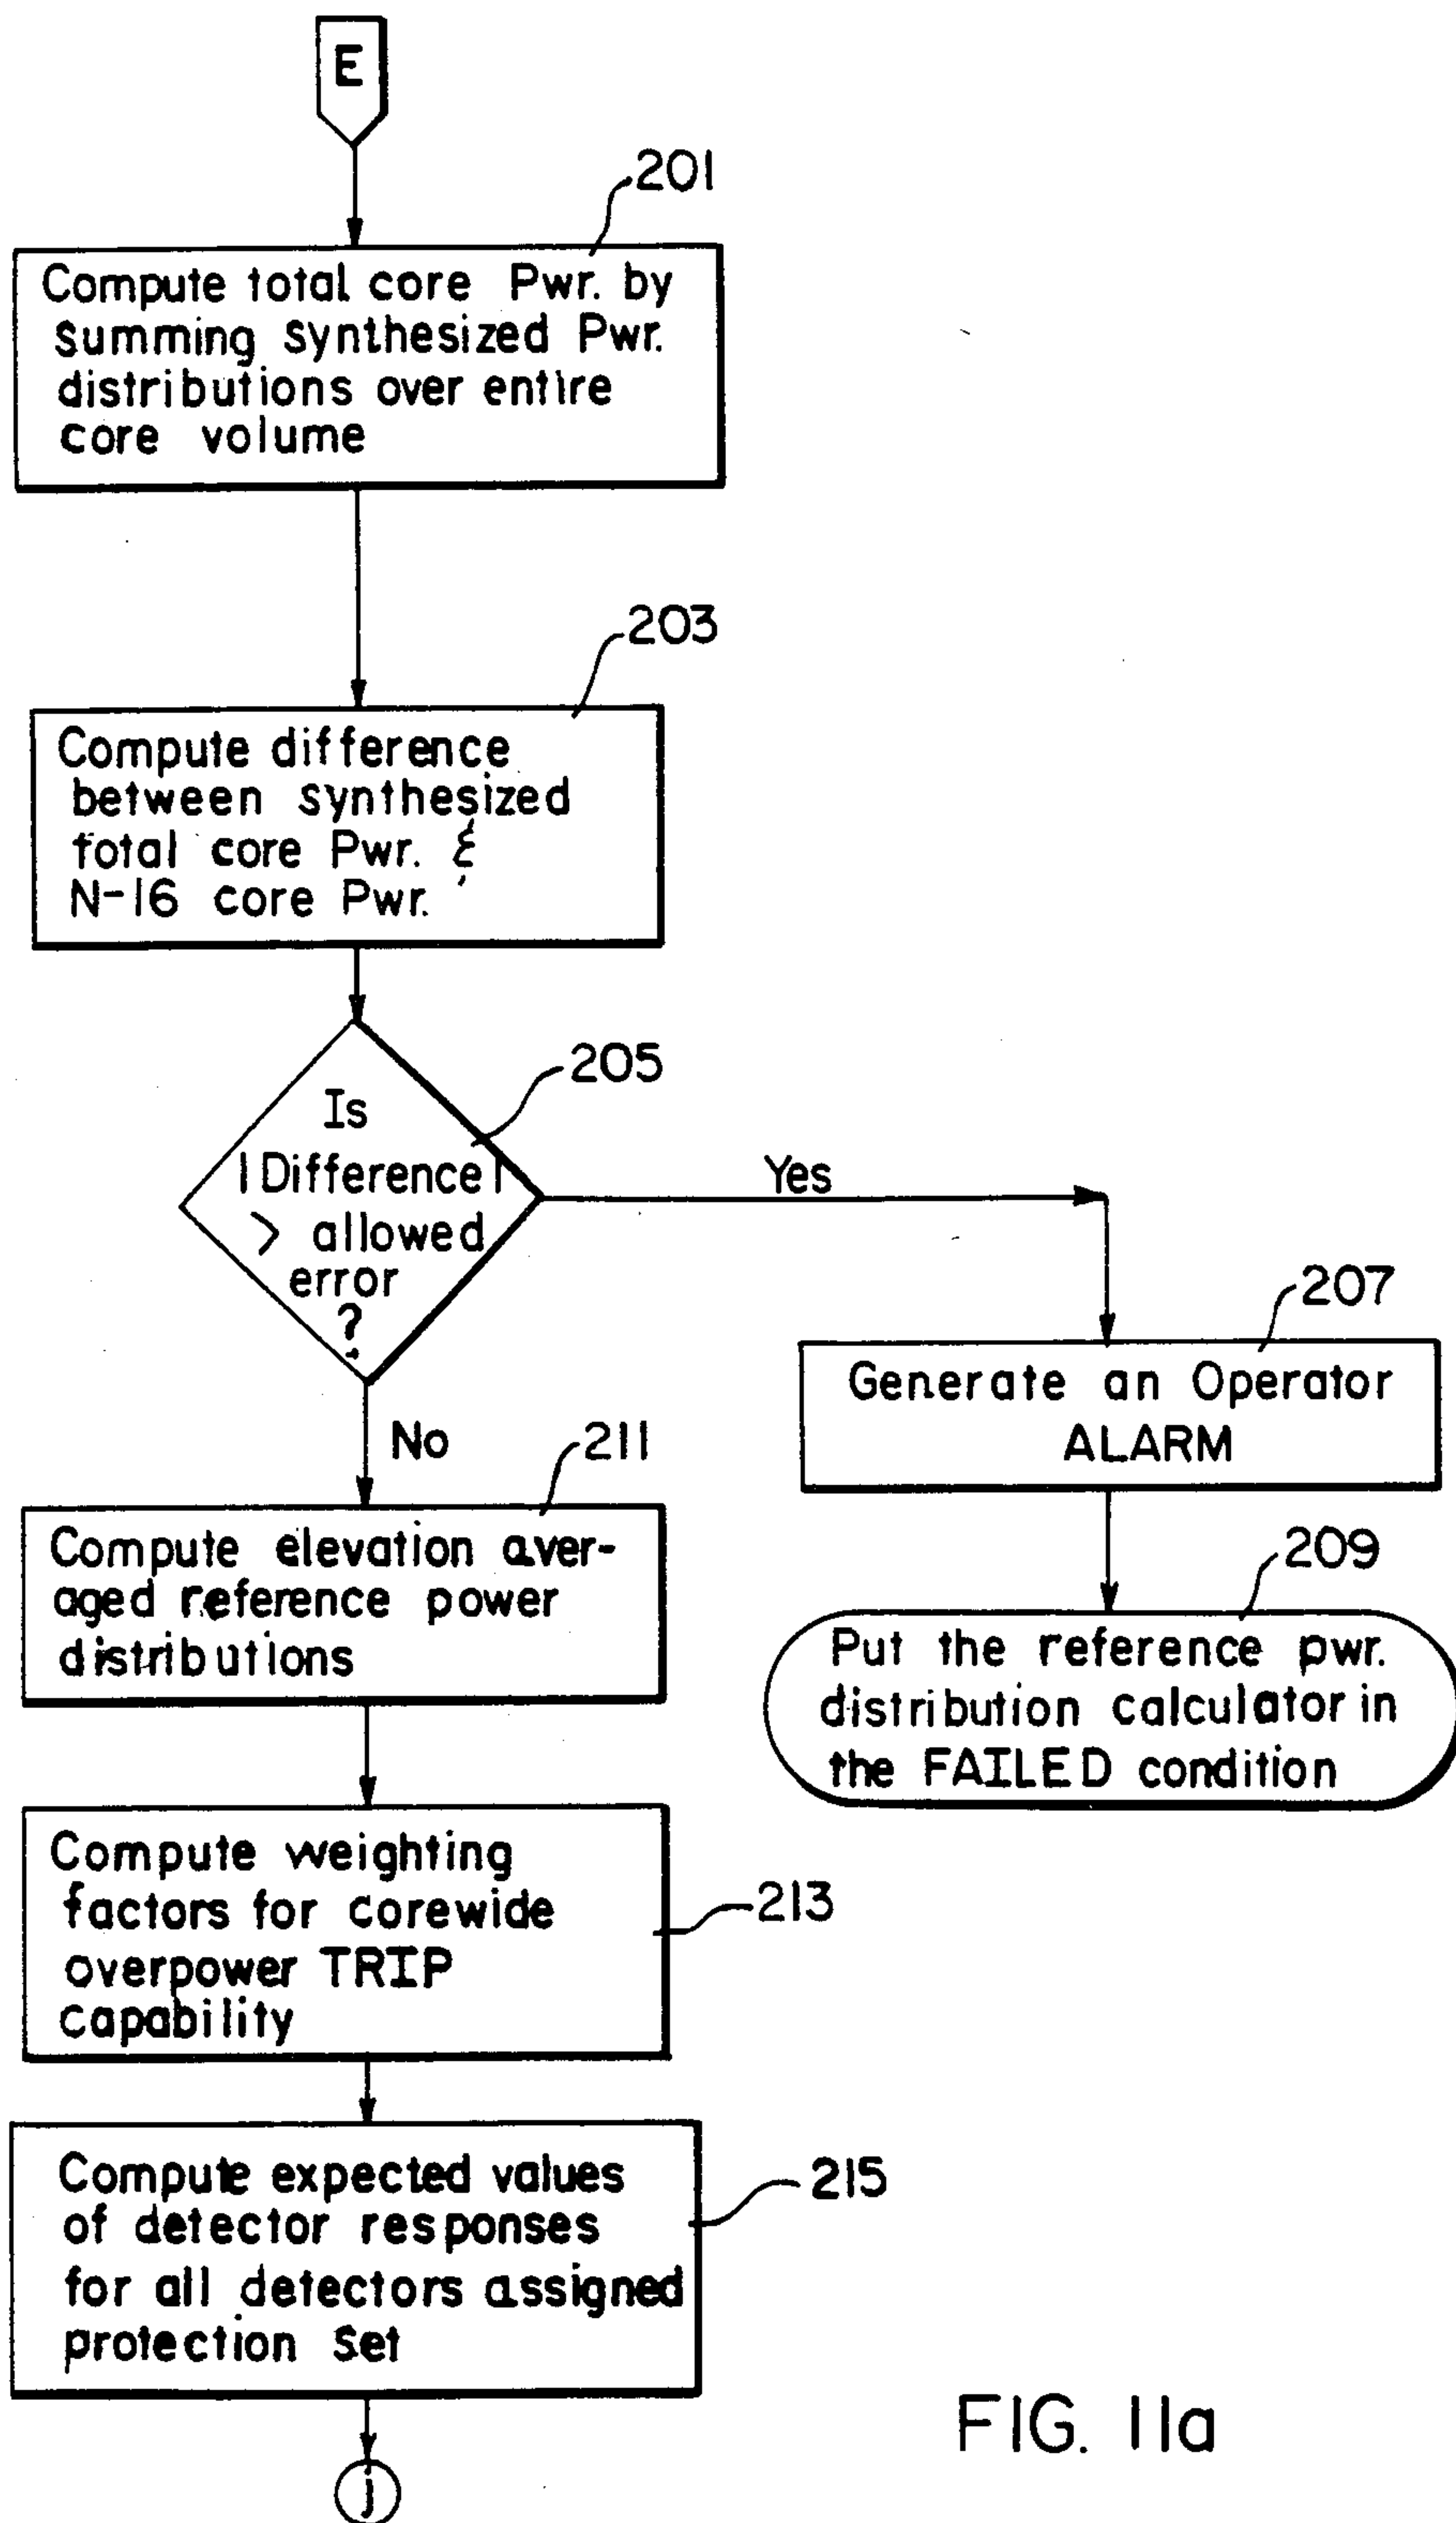 E
201
Compute total core Pwr. by
summing synthesized Pwr.
distributions over entire
core volume
203
Compute difference
between synthesized
total core Pwr. &
N-16 core Pwr.
205
Is
|Difference|
> allowed
error
?
Yes
207
Generate an Operator
ALARM
209
Put the reference pwr.
distribution calculator in
the FAILED condition
No
211
Compute elevation aver-
aged reference power
distributions
213
Compute weighting
factors for corewide
overpower TRIP
capability
215
Compute expected values
of detector responses
for all detectors assigned
protection set
j
FIG. 11a